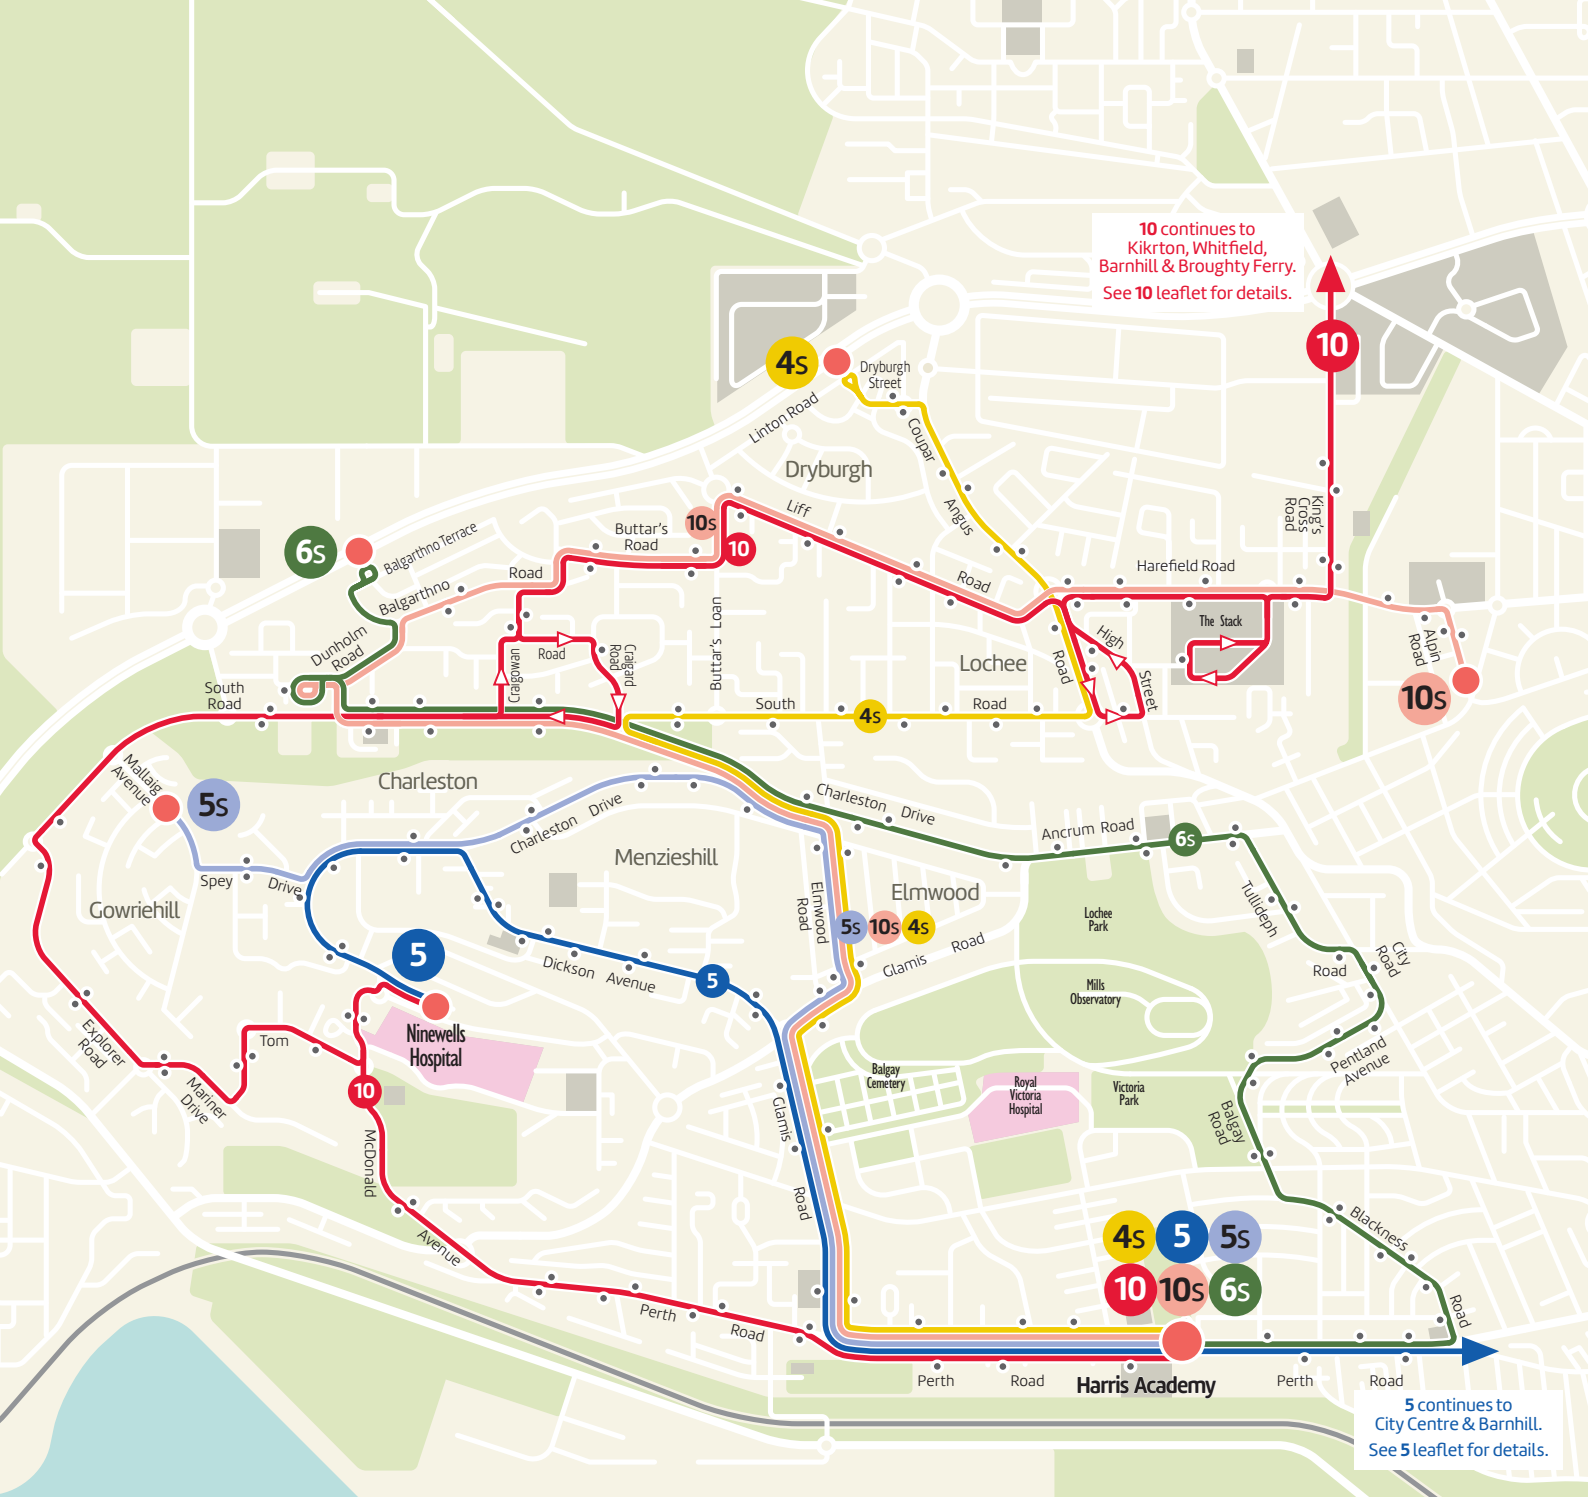 10 continues to
Kikrton, Whitfield,
Barnhill & Broughty Ferry.
See 10 leaflet for details.
10
4s
Dryburgh
Street
Linton Road
Coupar
Angus
Road
Dryburgh
Liff
Road
10s
10
Buttar's
Road
6s
Balgarthno Terrace
Balgarthno
Road
Dunholm
Road
King's
Cross
Road
Harefield Road
The Stack
High
Street
Alpin
Road
10s
Lochee
Buttar's Loan
Craigowan
Road
Craigard
Road
South
Road
South
4s
Road
Mallaig
Avenue
5s
Charleston
Charleston Drive
Charleston Drive
Ancrum Road
6s
Menzieshill
Spey
Drive
Gowriehill
Elmwood
Road
Elmwood
5s 10s 4s
Glamis Road
Lochee
Park
Tullideph
Road
City
Road
5
Dickson Avenue
5
Mills
Observatory
Ninewells
Hospital
Explorer
Road
Tom
Mariner
Drive
10
McDonald
Avenue
Balgay
Cemetery
Royal
Victoria
Hospital
Victoria
Park
Pentland
Avenue
Balgay
Road
Glamis
Road
Blackness
Road
4s 5 5s
10 10s 6s
Perth
Road
Perth
Road
Harris Academy
Perth
Road
5 continues to
City Centre & Barnhill.
See 5 leaflet for details.